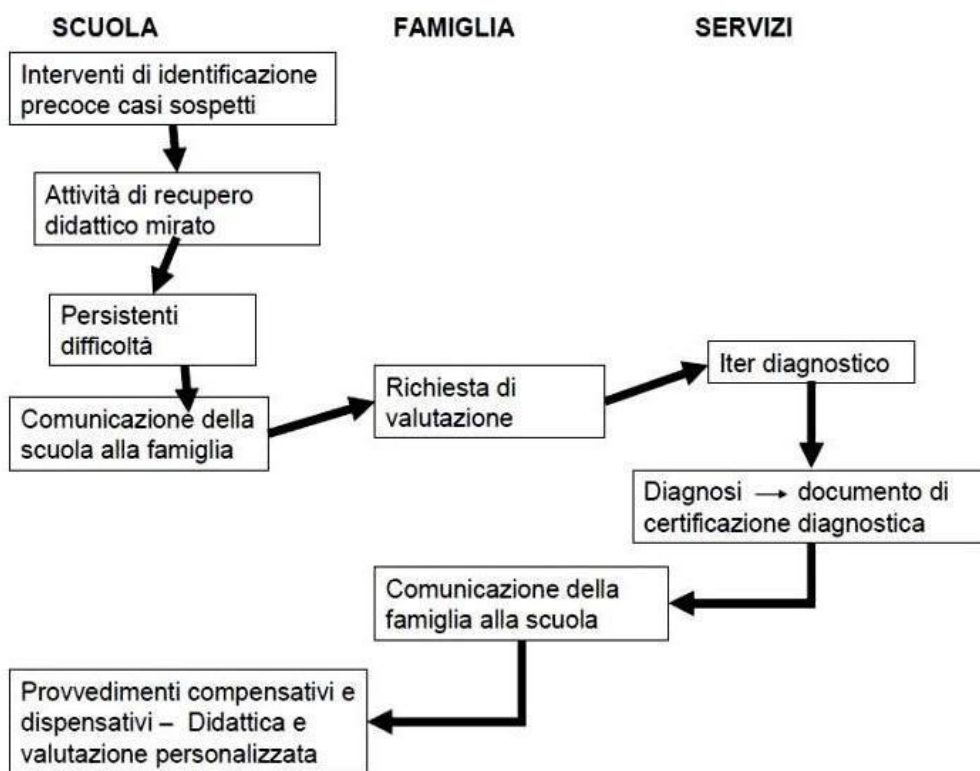 SCUOLA
FAMIGLIA
SERVIZI
Interventi di identificazione
precoce casi sospetti
Attività di recupero
didattico mirato
Persistenti
difficoltà
Comunicazione della
scuola alla famiglia
Richiesta di
valutazione
Iter diagnostico
Diagnosi → documento di
certificazione diagnostica
Comunicazione della
famiglia alla scuola
Provvedimenti compensativi e
dispensativi – Didattica e
valutazione personalizzata